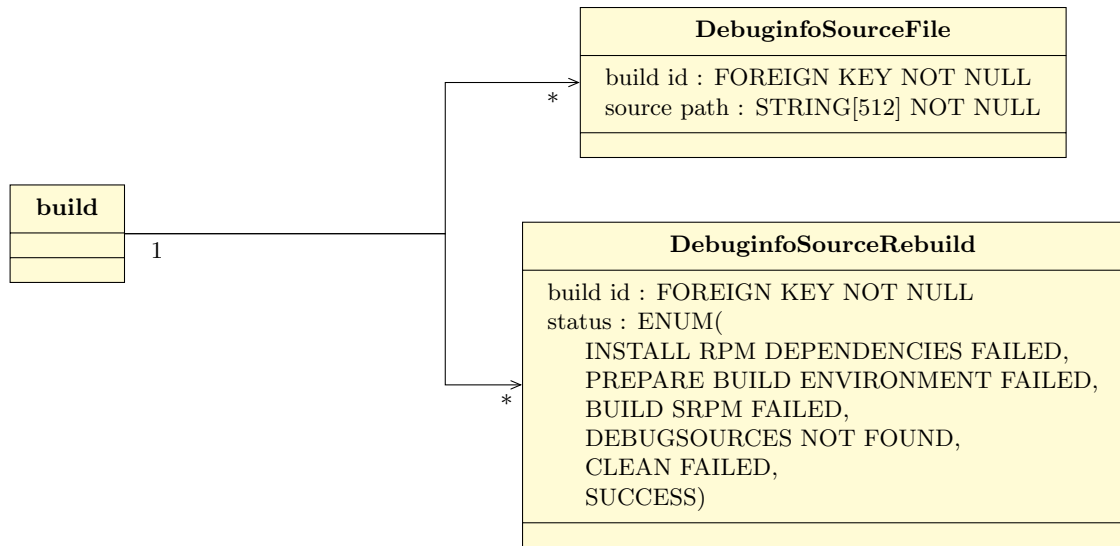 DebuginfoSourceFile
build id : FOREIGN KEY NOT NULL
source path : STRING[512] NOT NULL
*
build
1
DebuginfoSourceRebuild
build id : FOREIGN KEY NOT NULL
status : ENUM(
INSTALL RPM DEPENDENCIES FAILED,
PREPARE BUILD ENVIRONMENT FAILED,
BUILD SRPM FAILED,
DEBUGSOURCES NOT FOUND,
CLEAN FAILED,
SUCCESS)
*